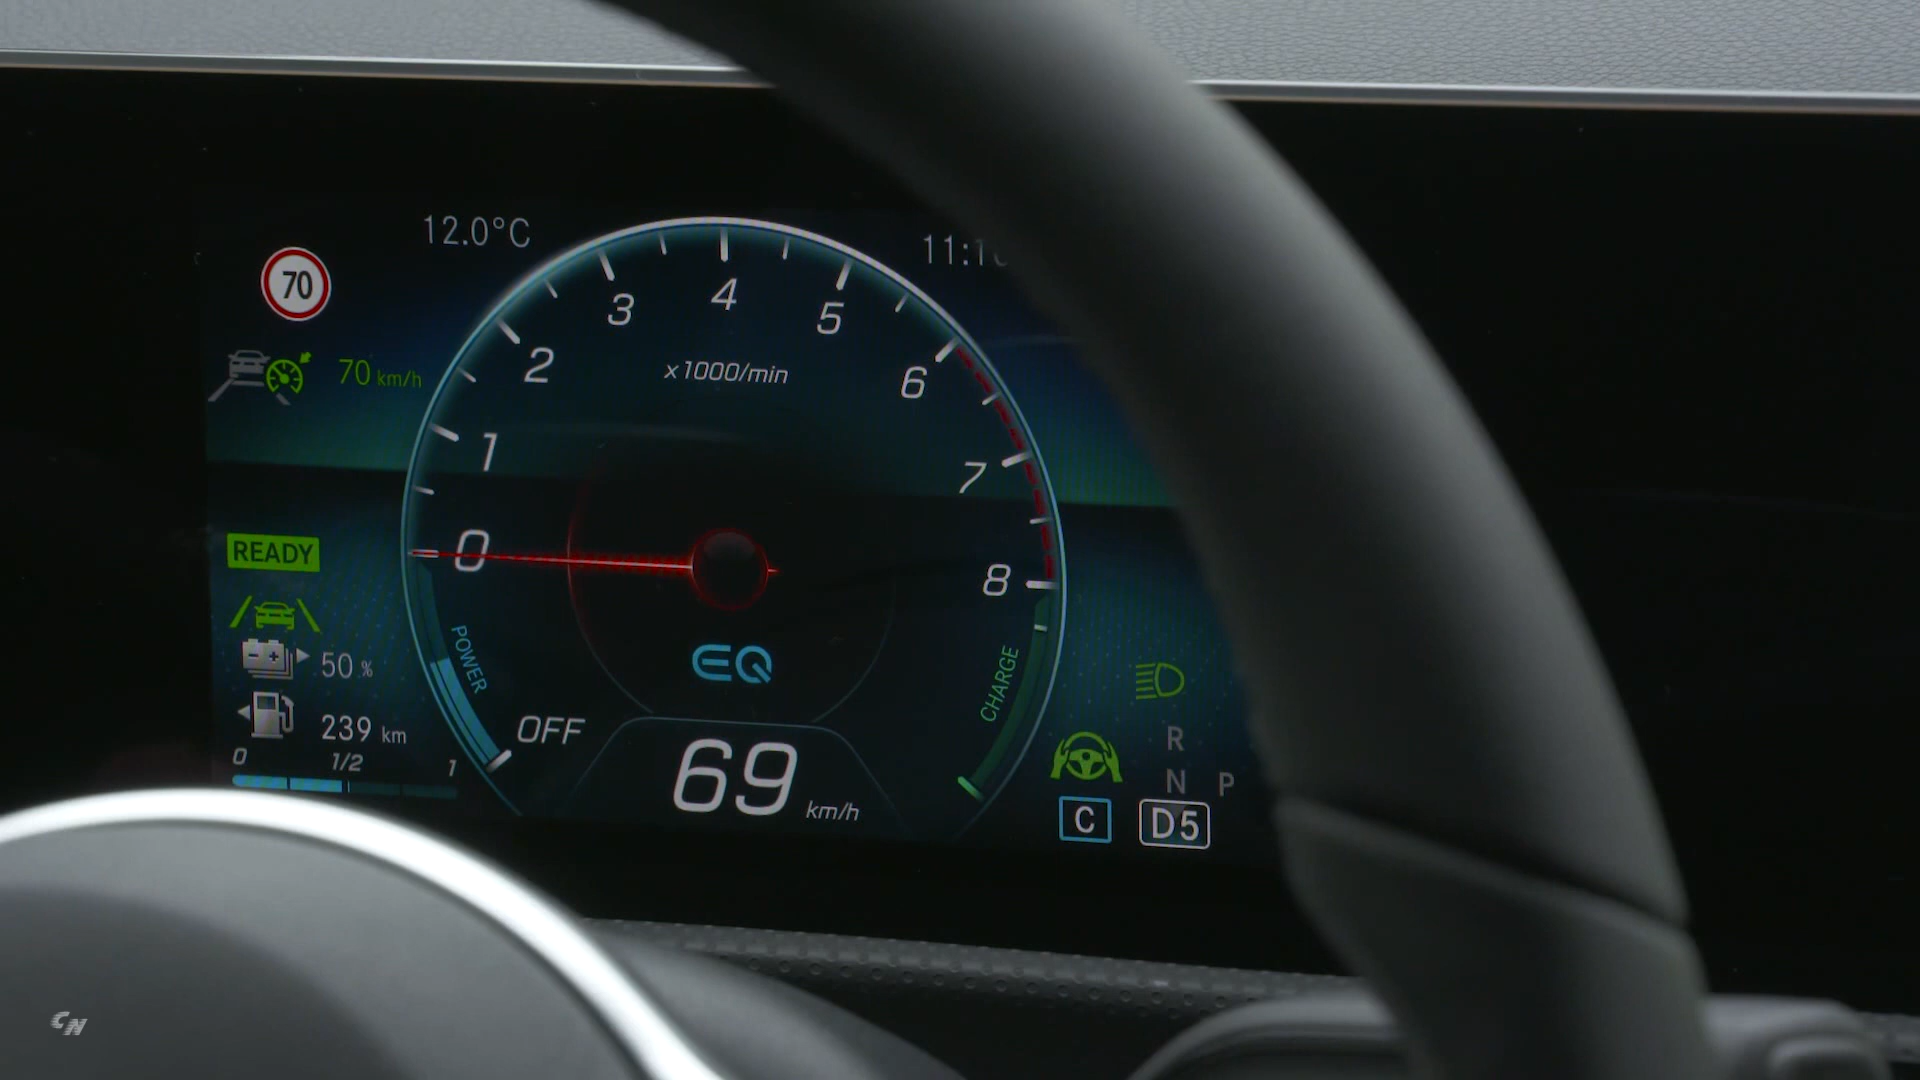 12.0°C
11:1
70
70 km/h
3 4 5
2 6
x1000/min
1 7
0 8
READY
50 %
239 km
0 1/2 1
POWER
OFF
EQ
CHARGE
69 km/h
R
N P
C D5
CN